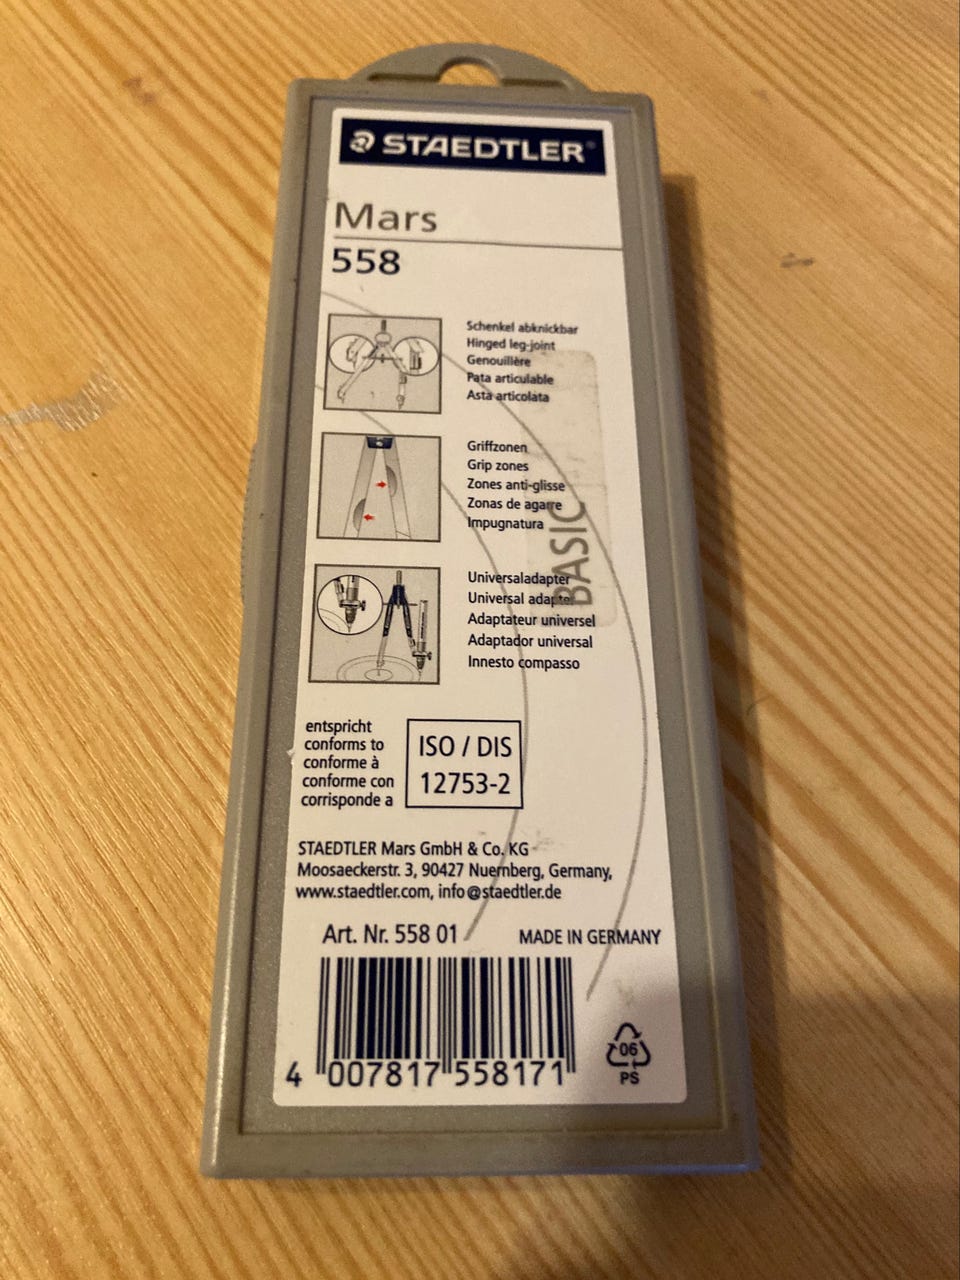 STAEDTLER®
Mars
558
Schenkel abknickbar
Hinged leg-joint
Genouillère
Pata articulable
Asta articolata
Griffzonen
Grip zones
Zones anti-glisse
Zonas de agarre
Impugnatura
BASIC
Universaladapter
Universal adapter
Adaptateur universel
Adaptador universal
Innesto compasso
entspricht
conforms to
conforme à
conforme con
corrisponde a
ISO / DIS
12753-2
STAEDTLER Mars GmbH & Co. KG
Moosaeckerstr. 3, 90427 Nuernberg, Germany,
www.staedtler.com, info@staedtler.de
Art. Nr. 558 01
MADE IN GERMANY
4 007817 558171
06
PS